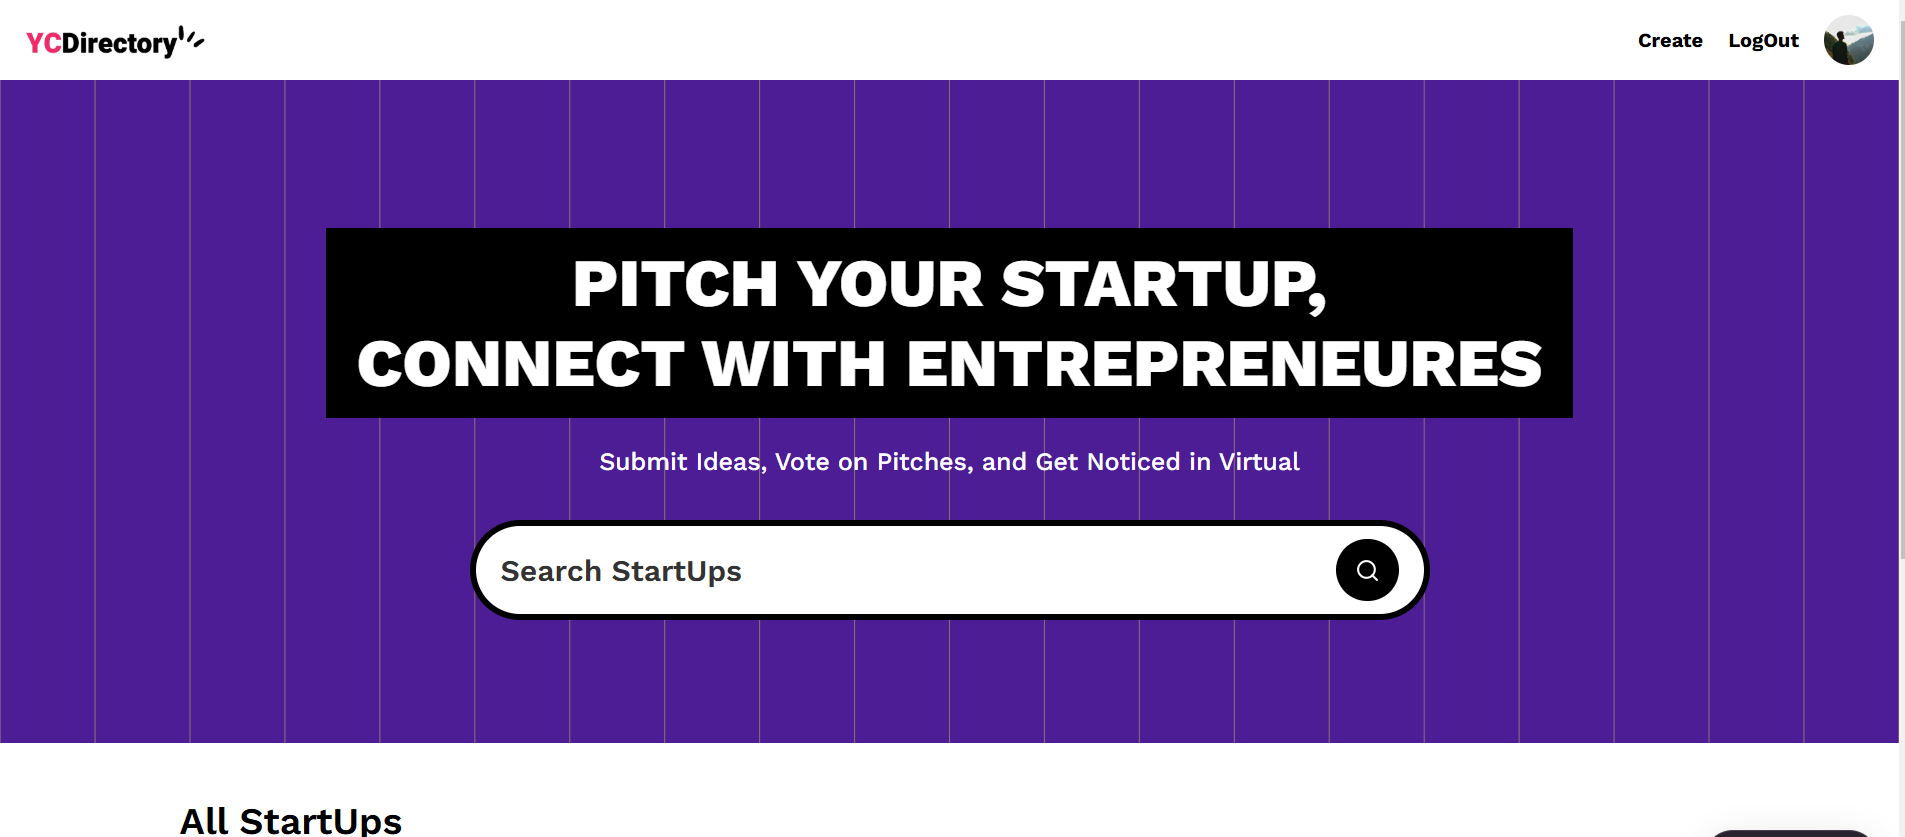 YCDirectory
Create
LogOut
PITCH YOUR STARTUP,
CONNECT WITH ENTREPRENEURES
Submit Ideas, Vote on Pitches, and Get Noticed in Virtual
Search StartUps
All StartUps